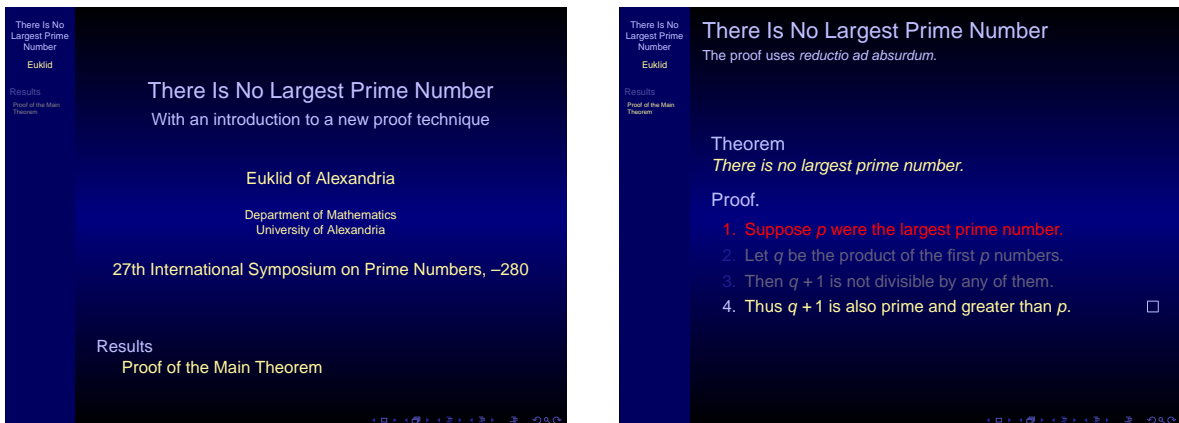 There Is No
Largest Prime
Number
Euklid
Results
Proof of the Main
Theorem
There Is No Largest Prime Number
With an introduction to a new proof technique
Euklid of Alexandria
Department of Mathematics
University of Alexandria
27th International Symposium on Prime Numbers, –280
Results
Proof of the Main Theorem
There Is No
Largest Prime
Number
Euklid
Results
Proof of the Main
Theorem
There Is No Largest Prime Number
The proof uses reductio ad absurdum.
Theorem
There is no largest prime number.
Proof.
1. Suppose p were the largest prime number.
2. Let q be the product of the first p numbers.
3. Then q + 1 is not divisible by any of them.
4. Thus q + 1 is also prime and greater than p. □